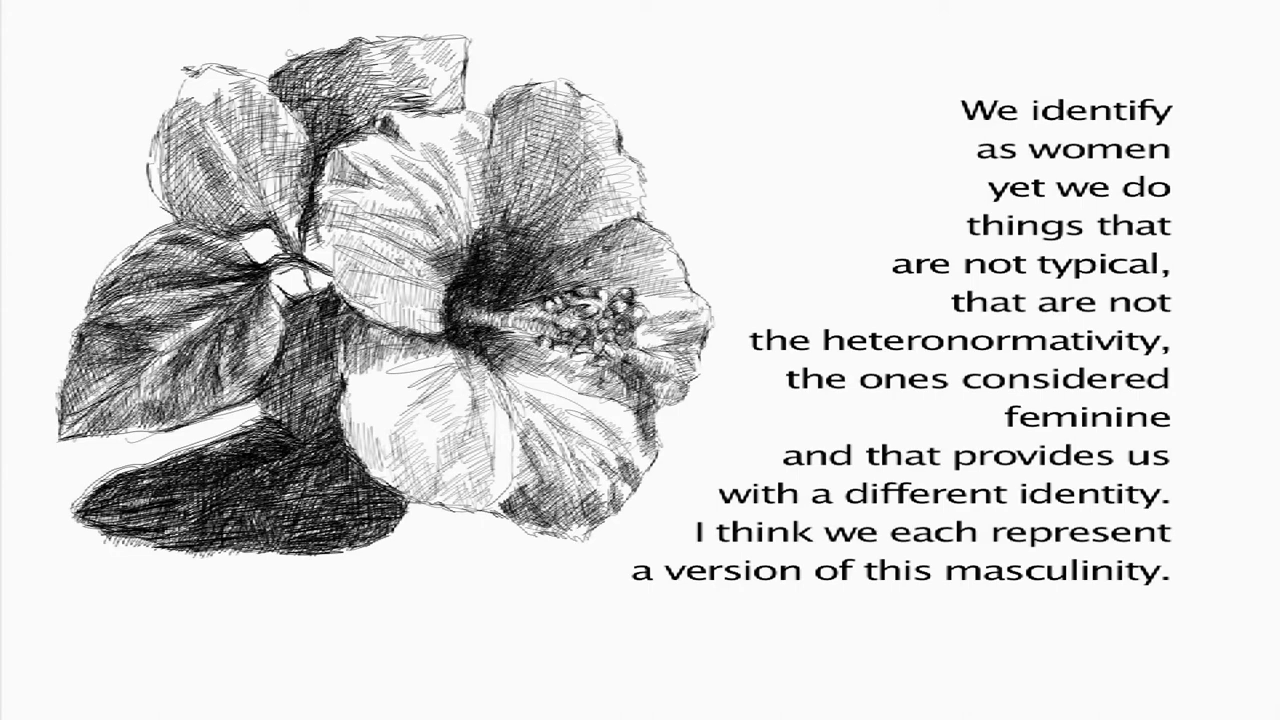 We identify
as women
yet we do
things that
are not typical,
that are not
the heteronormativity,
the ones considered
feminine
and that provides us
with a different identity.
I think we each represent
a version of this masculinity.